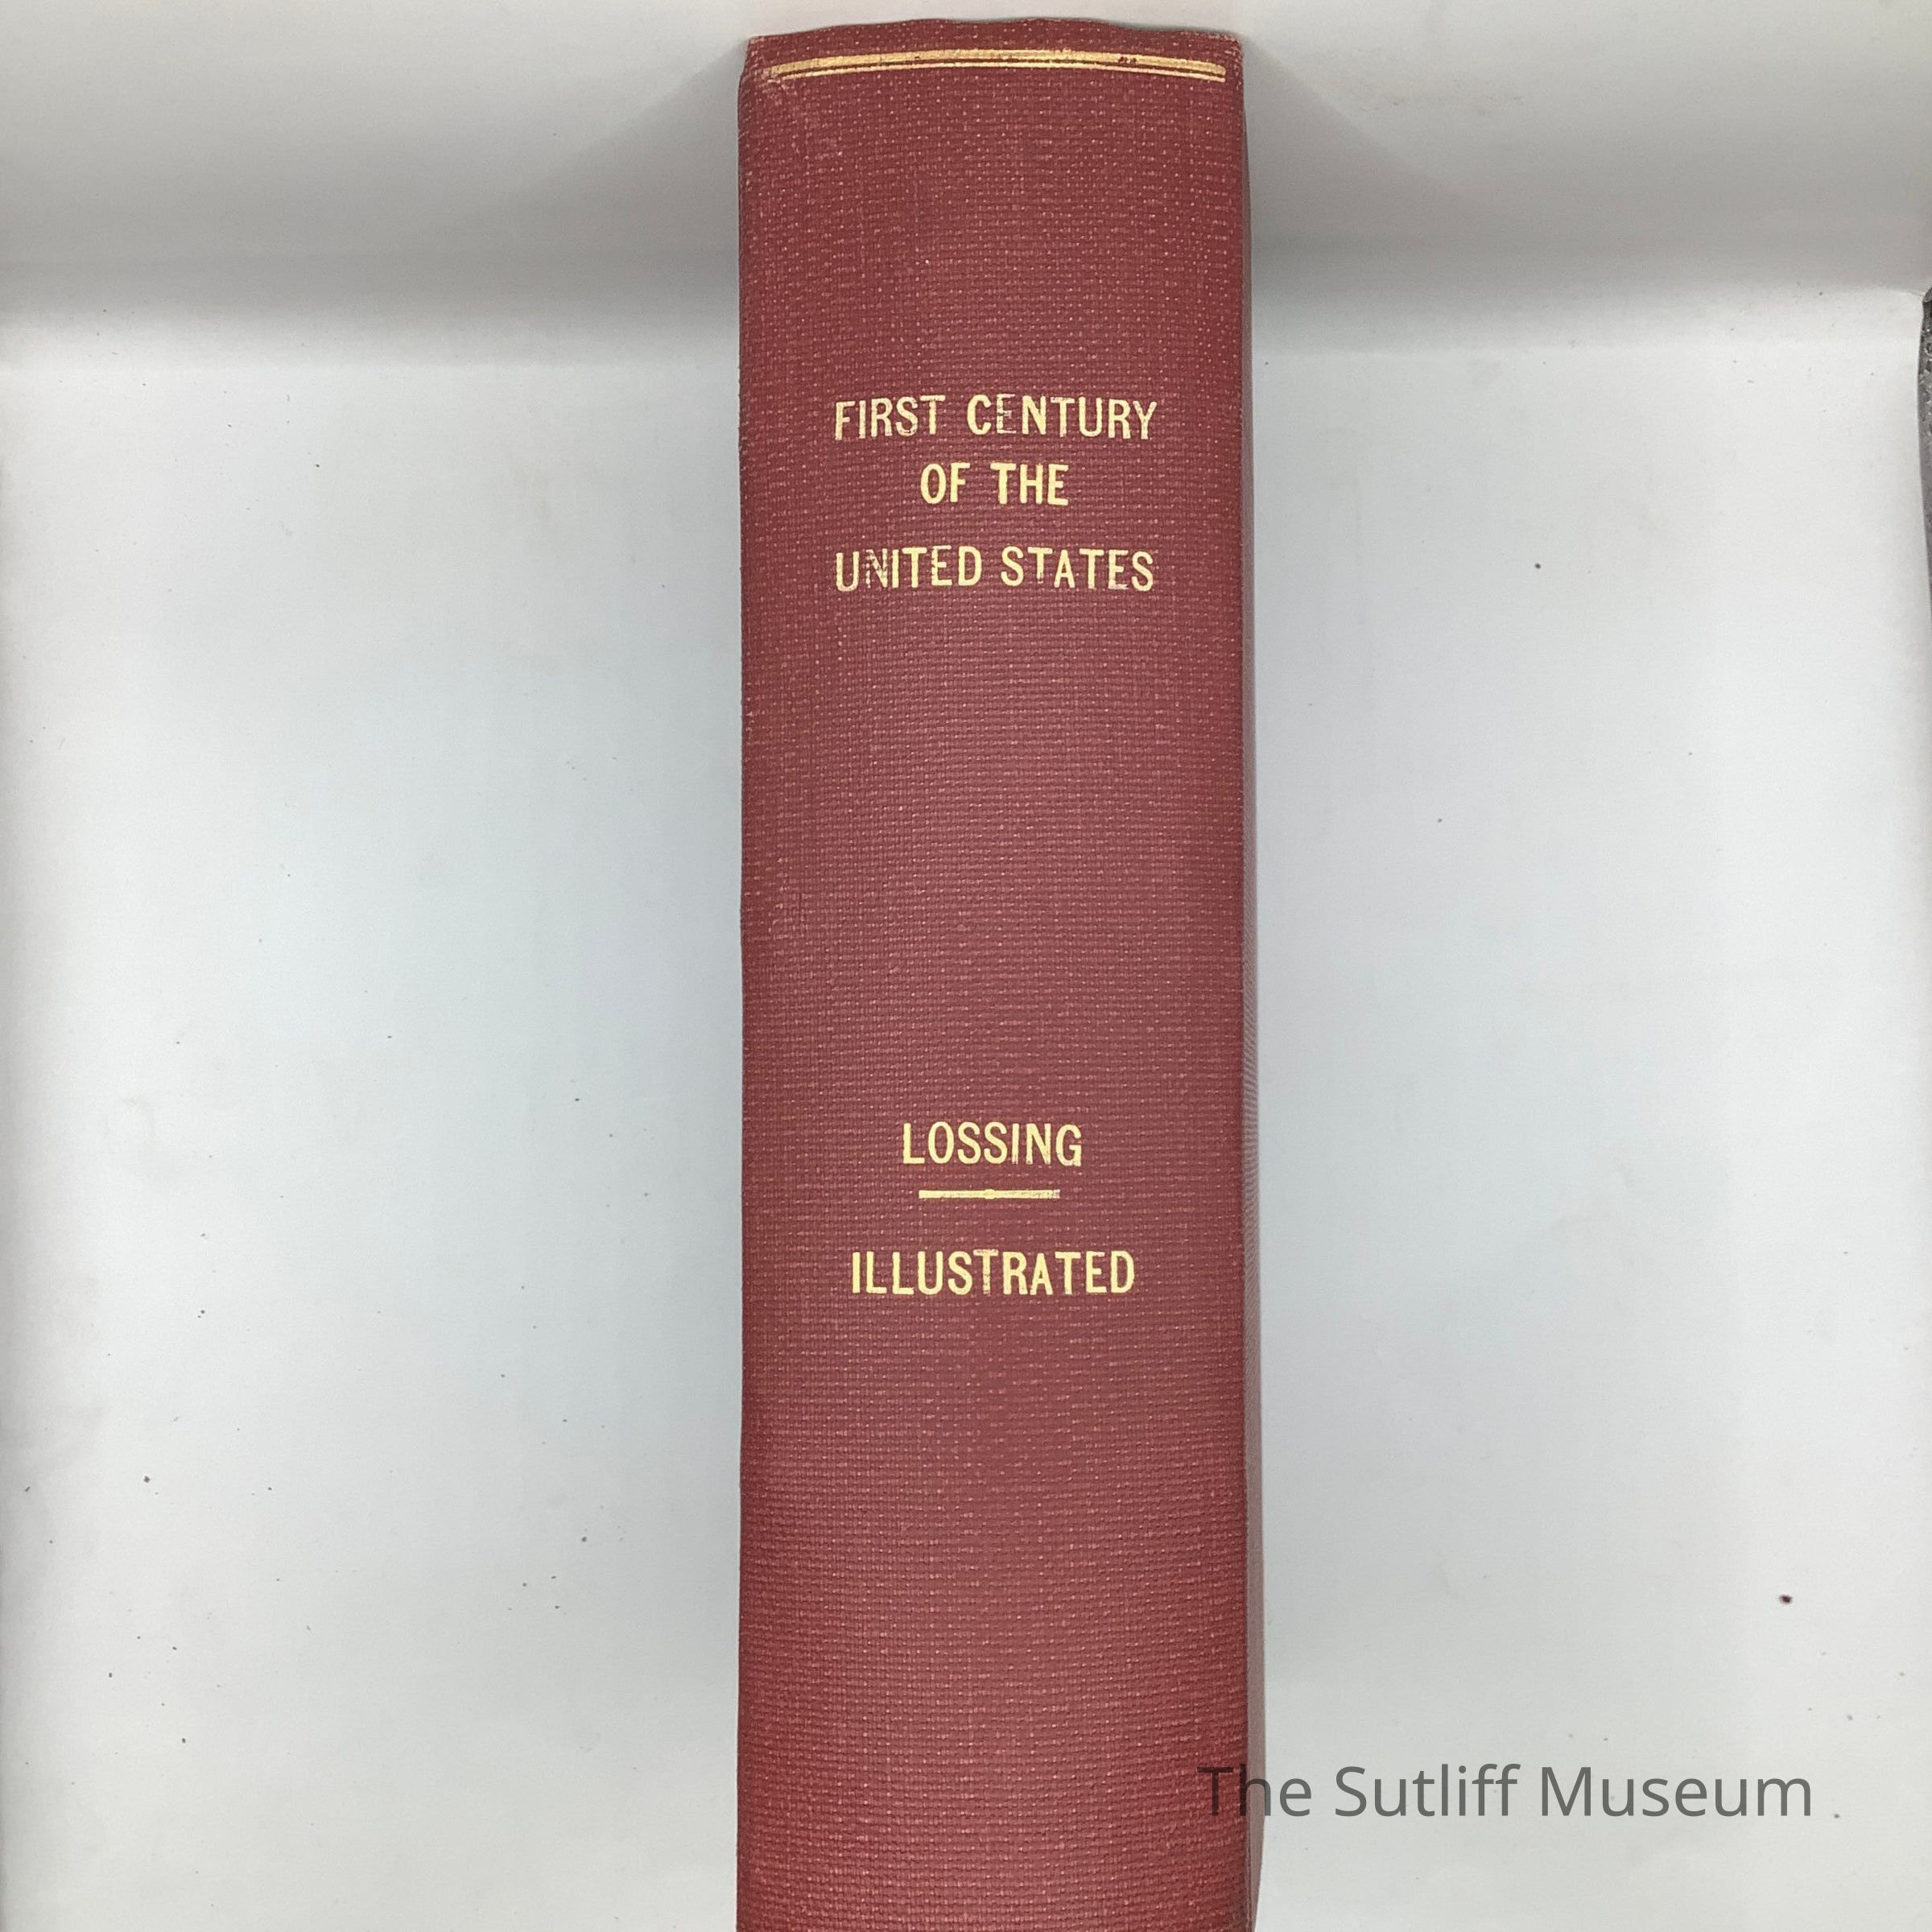 FIRST CENTURY
OF THE
UNITED STATES
LOSSING
ILLUSTRATED
The Sutliff Museum